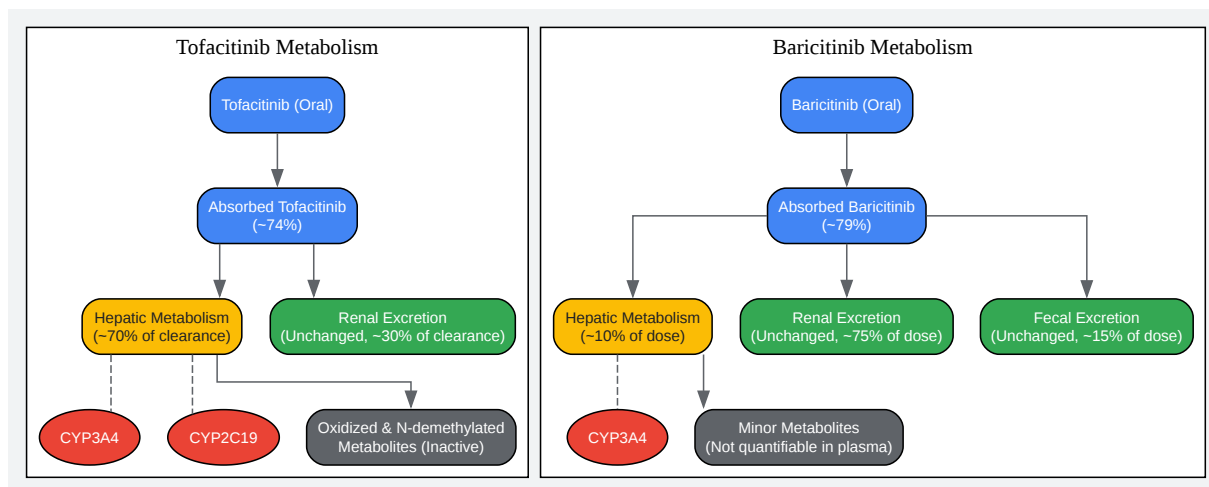 Tofacitinib Metabolism
Tofacitinib (Oral)
Absorbed Tofacitinib
(~74%)
Hepatic Metabolism
(~70% of clearance)
Renal Excretion
(Unchanged, ~30% of clearance)
CYP3A4
CYP2C19
Oxidized & N-demethylated
Metabolites (Inactive)
Baricitinib Metabolism
Baricitinib (Oral)
Absorbed Baricitinib
(~79%)
Hepatic Metabolism
(~10% of dose)
Renal Excretion
(Unchanged, ~75% of dose)
Fecal Excretion
(Unchanged, ~15% of dose)
CYP3A4
Minor Metabolites
(Not quantifiable in plasma)